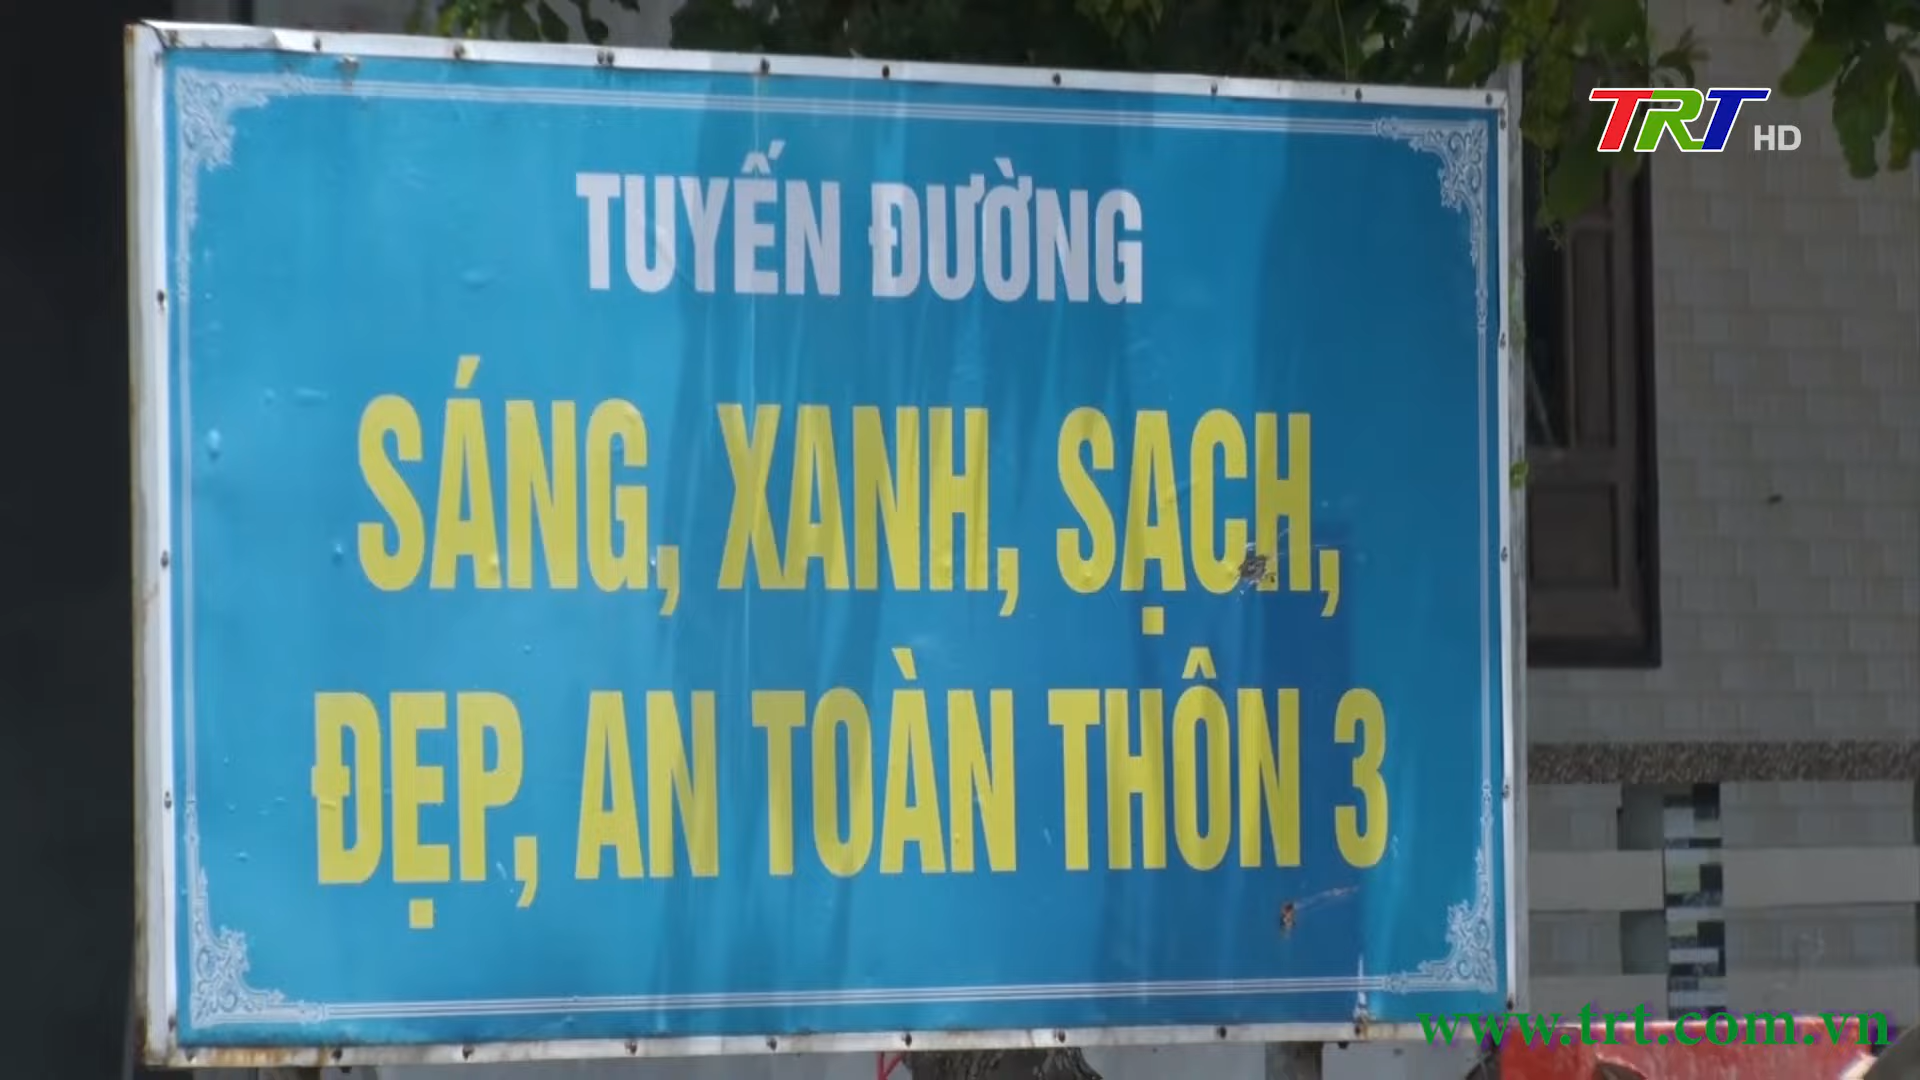 TRT HD
TUYẾN ĐƯỜNG
SÁNG, XANH, SẠCH,
ĐẸP, AN TOÀN THÔN 3
www.trt.com.vn